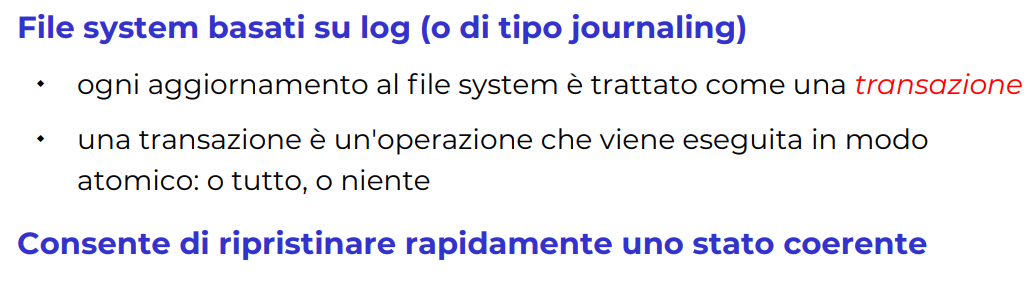 File system basati su log (o di tipo journaling)
• ogni aggiornamento al file system è trattato come una transazione
• una transazione è un'operazione che viene eseguita in modo
atomico: o tutto, o niente
Consente di ripristinare rapidamente uno stato coerente